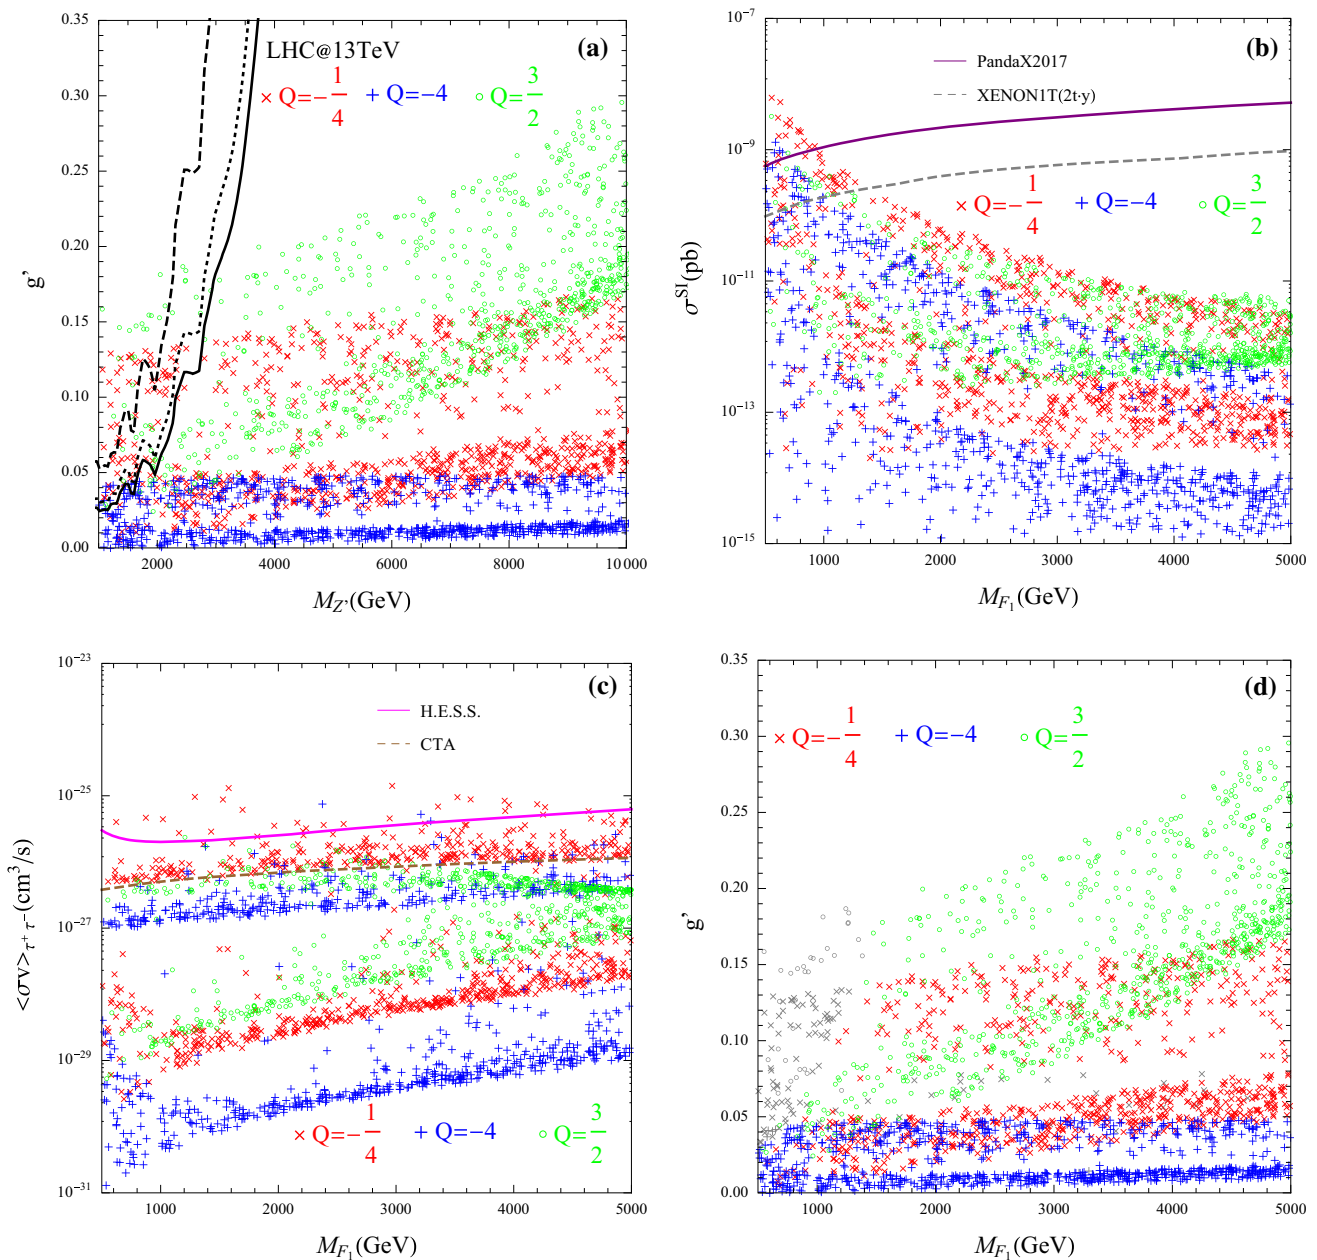 (a)
LHC@13TeV
× Q=−1/4 + Q=−4 ○ Q=3/2
0.35
0.30
0.25
0.20
0.15
0.10
0.05
0.00
g'
2000 4000 6000 8000 10 000
M_Z'(GeV)
(b)
PandaX2017
XENON1T(2t·y)
× Q=−1/4 + Q=−4 ○ Q=3/2
10⁻⁷
10⁻⁹
10⁻¹¹
10⁻¹³
10⁻¹⁵
σ^SI(pb)
1000 2000 3000 4000 5000
M_F₁(GeV)
(c)
H.E.S.S.
CTA
10⁻²³
10⁻²⁵
10⁻²⁷
10⁻²⁹
10⁻³¹
<σv>_τ⁺τ⁻(cm³/s)
× Q=−1/4 + Q=−4 ○ Q=3/2
1000 2000 3000 4000 5000
M_F₁(GeV)
(d)
× Q=−1/4 + Q=−4 ○ Q=3/2
0.35
0.30
0.25
0.20
0.15
0.10
0.05
0.00
g'
1000 2000 3000 4000 5000
M_F₁(GeV)